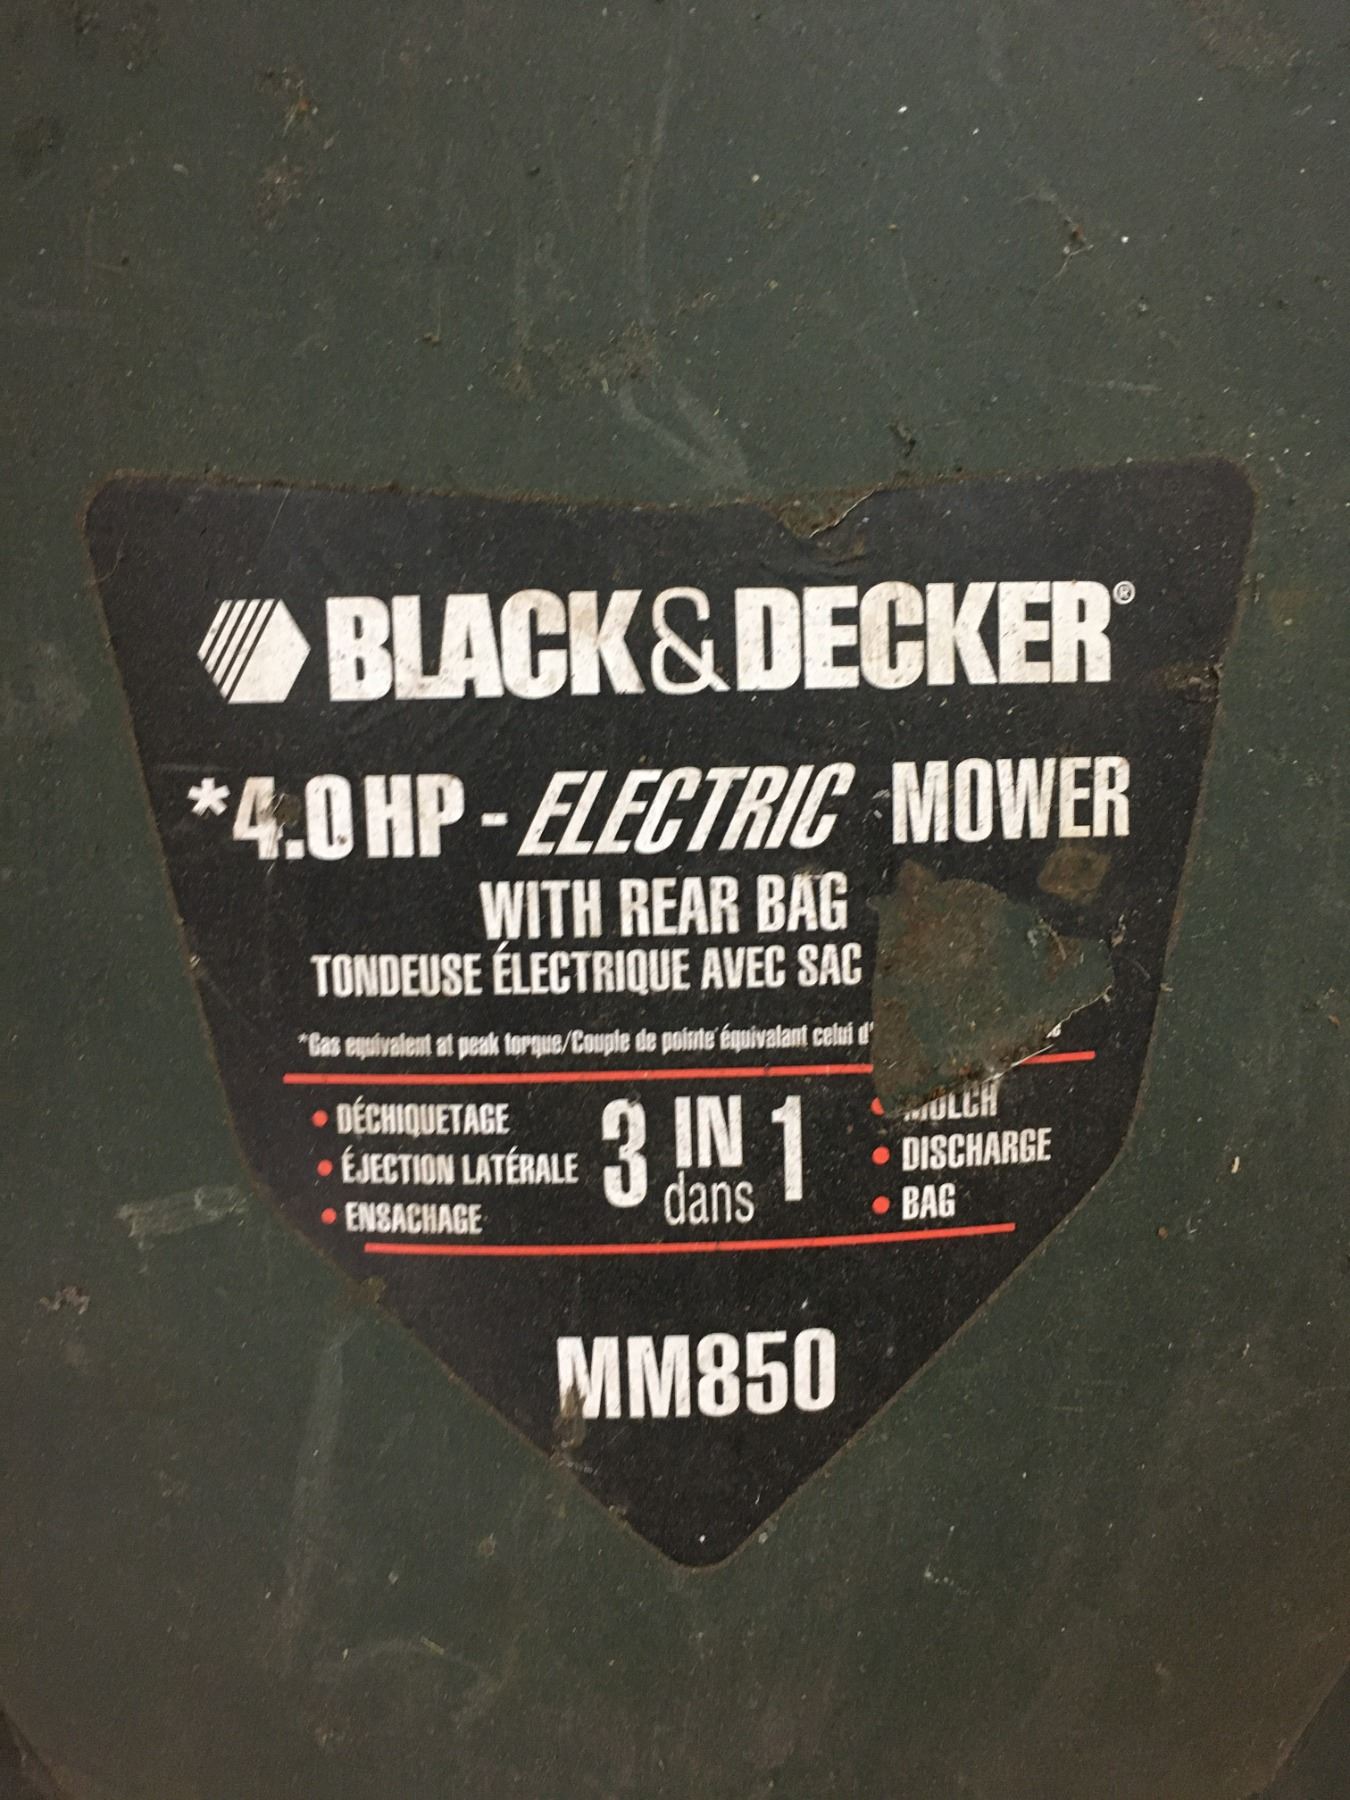 BLACK&DECKER®
*4.0 HP - ELECTRIC MOWER
WITH REAR BAG
TONDEUSE ÉLECTRIQUE AVEC SAC
*Gas equivalent at peak torque/Couple de pointe équivalant celui d'
• DÉCHIQUETAGE
• ÉJECTION LATÉRALE
• ENSACHAGE
3 IN 1
dans
• MULCH
• DISCHARGE
• BAG
MM850